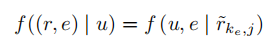 f((r, e) | u) = f (u, e | r̃_{k_e,j})